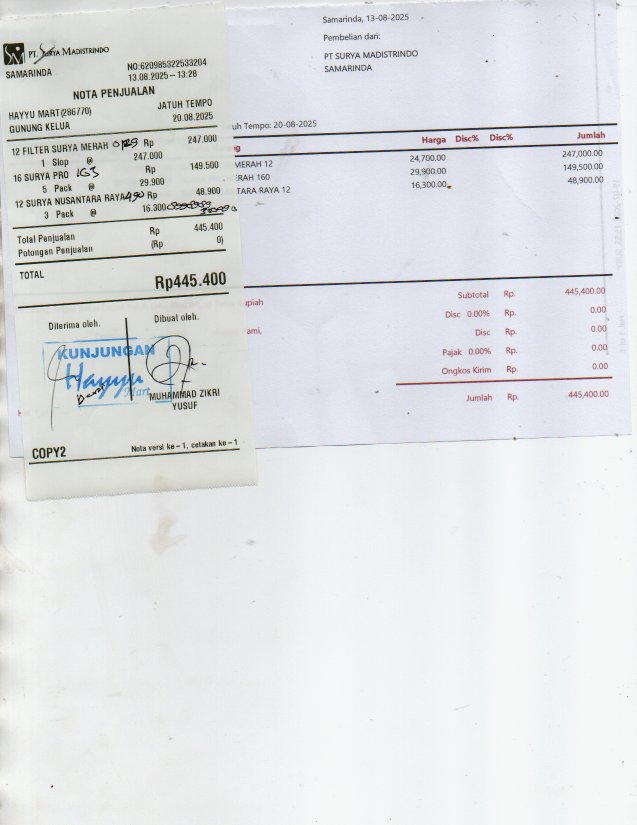 PT. SURYA MADISTRINDO
SAMARINDA
NO:620985322533204
13.08.2025 – 13:28
NOTA PENJUALAN
HAYYU MART(286770)
GUNUNG KELUA
JATUH TEMPO
20.08.2025
12 FILTER SURYA MERAH 0129 Rp 247.000
1 Slop @ 247.000
16 SURYA PRO 163 Rp 149.500
5 Pack @ 29.900
12 SURYA NUSANTARA RAYA 490 Rp 48.900
3 Pack @ 16.300
Total Penjualan Rp 445.400
Potongan Penjualan (Rp 0)
TOTAL
Rp445.400
Diterima oleh.
Dibuat oleh.
KUNJUNGAN
Hayyu
Mart
MUHAMMAD ZIKRI
YUSUF
COPY2
Nota versi ke – 1, cetakan ke – 1
Samarinda, 13-08-2025
Pembelian dari:
PT SURYA MADISTRINDO
SAMARINDA
uh Tempo: 20-08-2025
g Harga Disc% Disc% Jumlah
MERAH 12 24,700.00 247,000.00
ERAH 160 29,900.00 149,500.00
TARA RAYA 12 16,300.00 48,900.00
upiah
ami,
Subtotal Rp. 445,400.00
Disc 0.00% Rp. 0.00
Disc Rp. 0.00
Pajak 0.00% Rp. 0.00
Ongkos Kirim Rp. 0.00
Jumlah Rp. 445,400.00